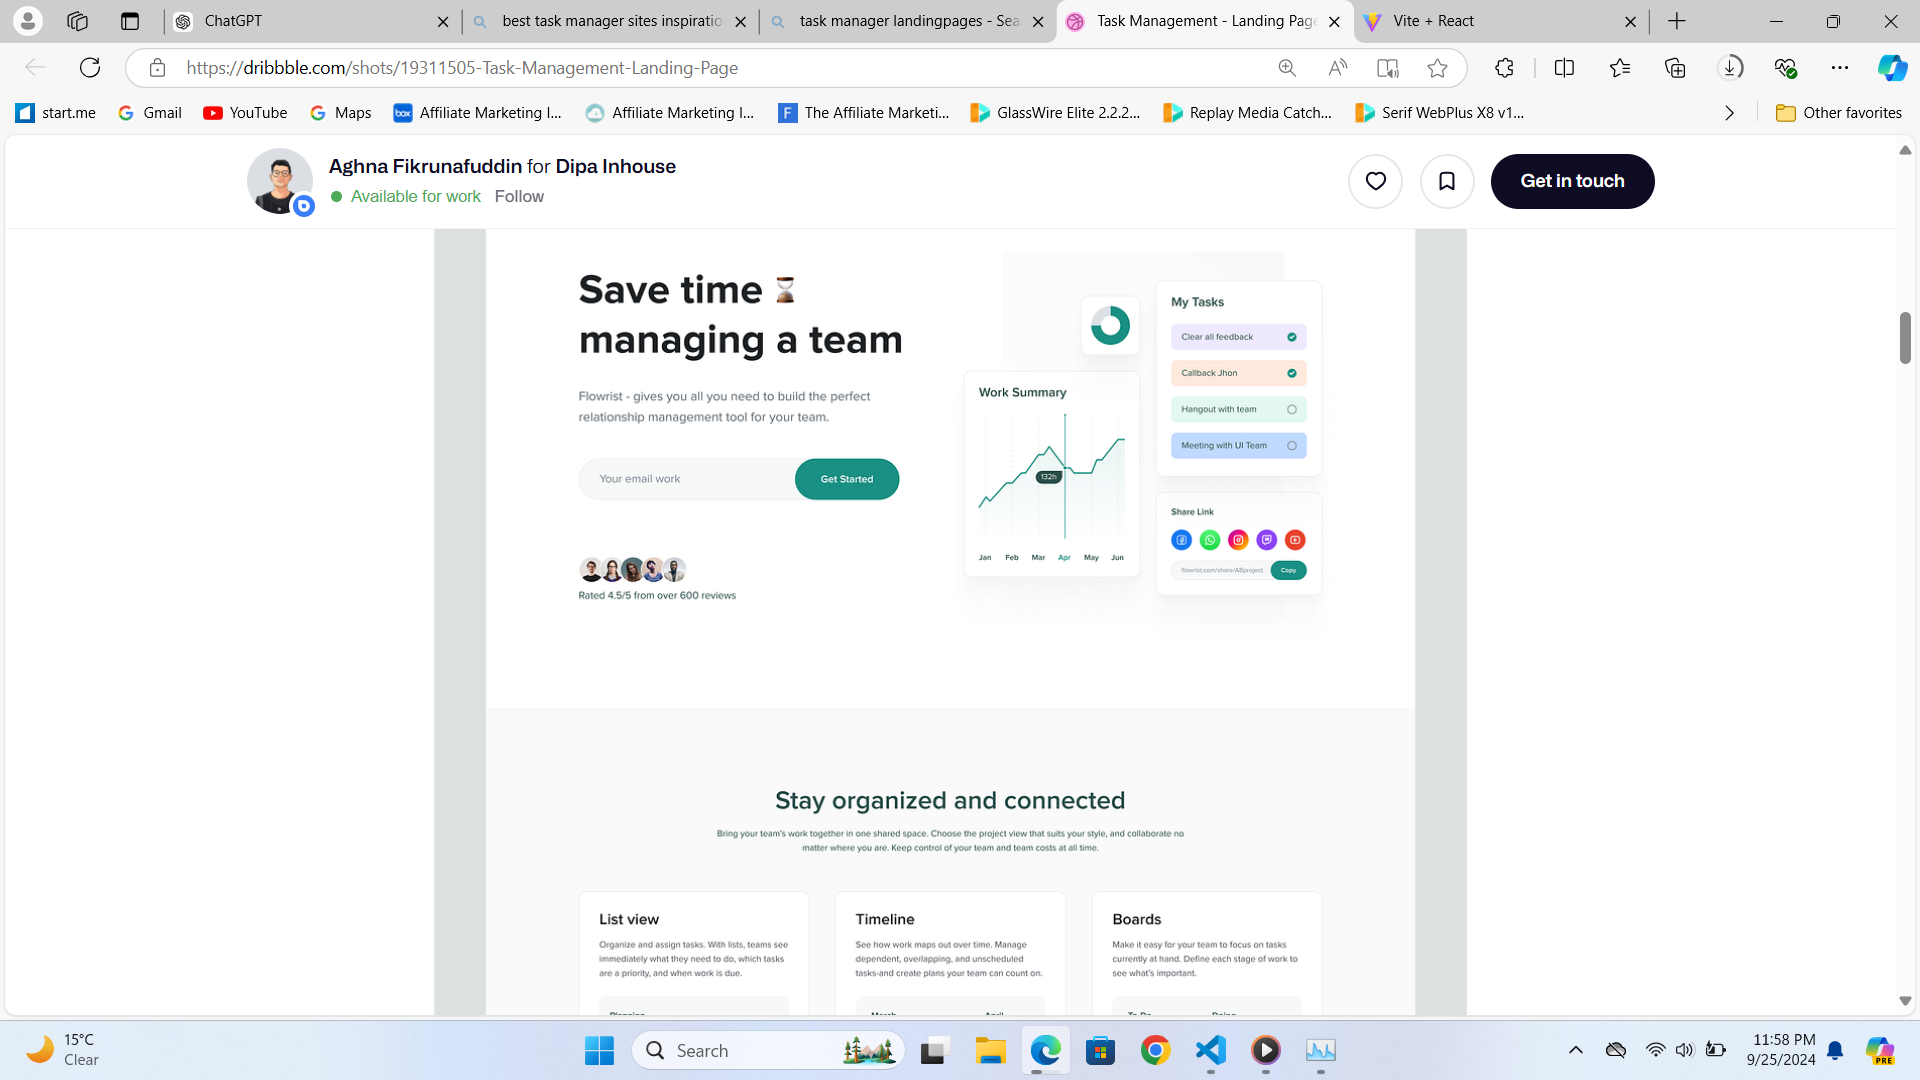 ChatGPT
best task manager sites inspiratio
task manager landingpages - Sea
Task Management - Landing Page
Vite + React
https://dribbble.com/shots/19311505-Task-Management-Landing-Page
start.me
Gmail
YouTube
Maps
Affiliate Marketing I...
Affiliate Marketing I...
The Affiliate Marketi...
GlassWire Elite 2.2.2...
Replay Media Catch...
Serif WebPlus X8 v1...
Other favorites
Aghna Fikrunafuddin for Dipa Inhouse
Available for work Follow
Get in touch
Save time
managing a team
Flowrist - gives you all you need to build the perfect
relationship management tool for your team.
Your email work
Get Started
Rated 4.5/5 from over 600 reviews
Work Summary
132h
Jan Feb Mar Apr May Jun
My Tasks
Clear all feedback
Callback Jhon
Hangout with team
Meeting with UI Team
Share Link
flowrist.com/share/ABproject
Copy
Stay organized and connected
Bring your team's work together in one shared space. Choose the project view that suits your style, and collaborate no
matter where you are. Keep control of your team and team costs at all time.
List view
Organize and assign tasks. With lists, teams see
immediately what they need to do, which tasks
are a priority, and when work is due.
Timeline
See how work maps out over time. Manage
dependent, overlapping, and unscheduled
tasks-and create plans your team can count on.
March
April
Boards
Make it easy for your team to focus on tasks
currently at hand. Define each stage of work to
see what's important.
To Do
Doing
15°C
Clear
Search
11:58 PM
9/25/2024
PRE